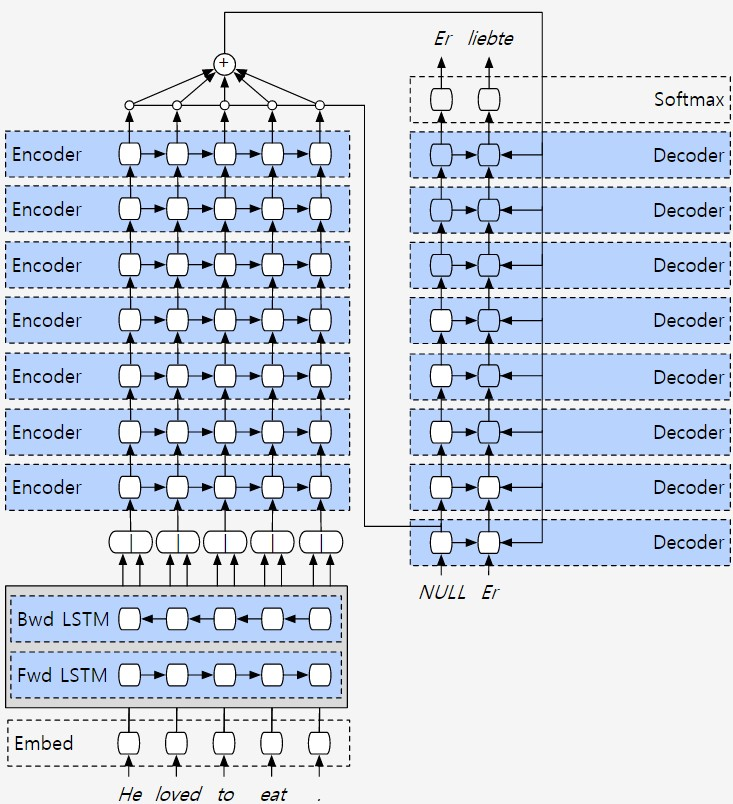 Er liebte
Softmax
+
Encoder
Encoder
Encoder
Encoder
Encoder
Encoder
Encoder
Decoder
Decoder
Decoder
Decoder
Decoder
Decoder
Decoder
Decoder
NULL Er
Bwd LSTM
Fwd LSTM
Embed
He loved to eat .